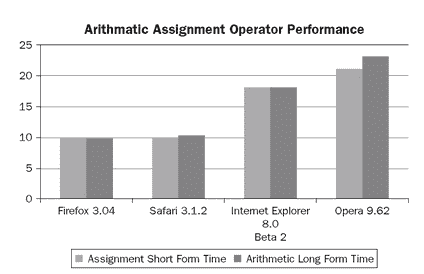 Arithmatic Assignment Operator Performance
25
20
15
10
5
0
Firefox 3.04
Safari 3.1.2
Internet Explorer
8.0
Beta 2
Opera 9.62
Assignment Short Form Time
Arithmetic Long Form Time